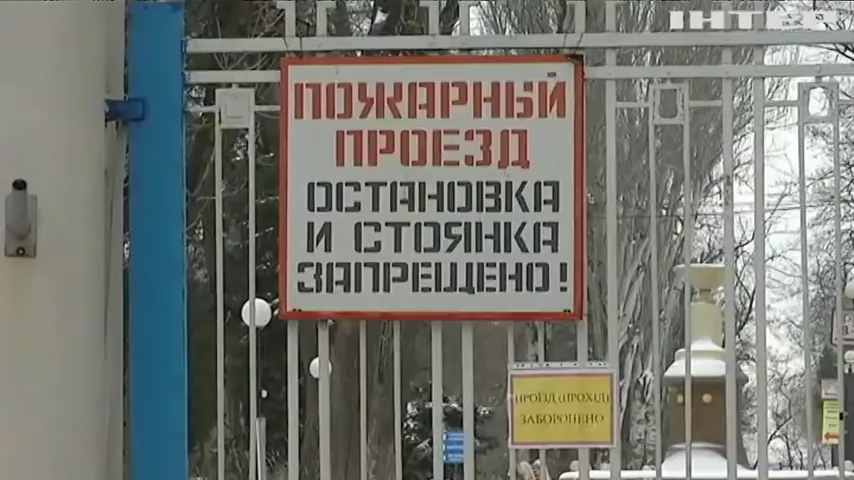 ІНТЕР
ПОЖАРНЫЙ
ПРОЕЗД
ОСТАНОВКА
И СТОЯНКА
ЗАПРЕЩЕНО!
ПРОЇЗД (ПРОХІД)
ЗАБОРОНЕНО